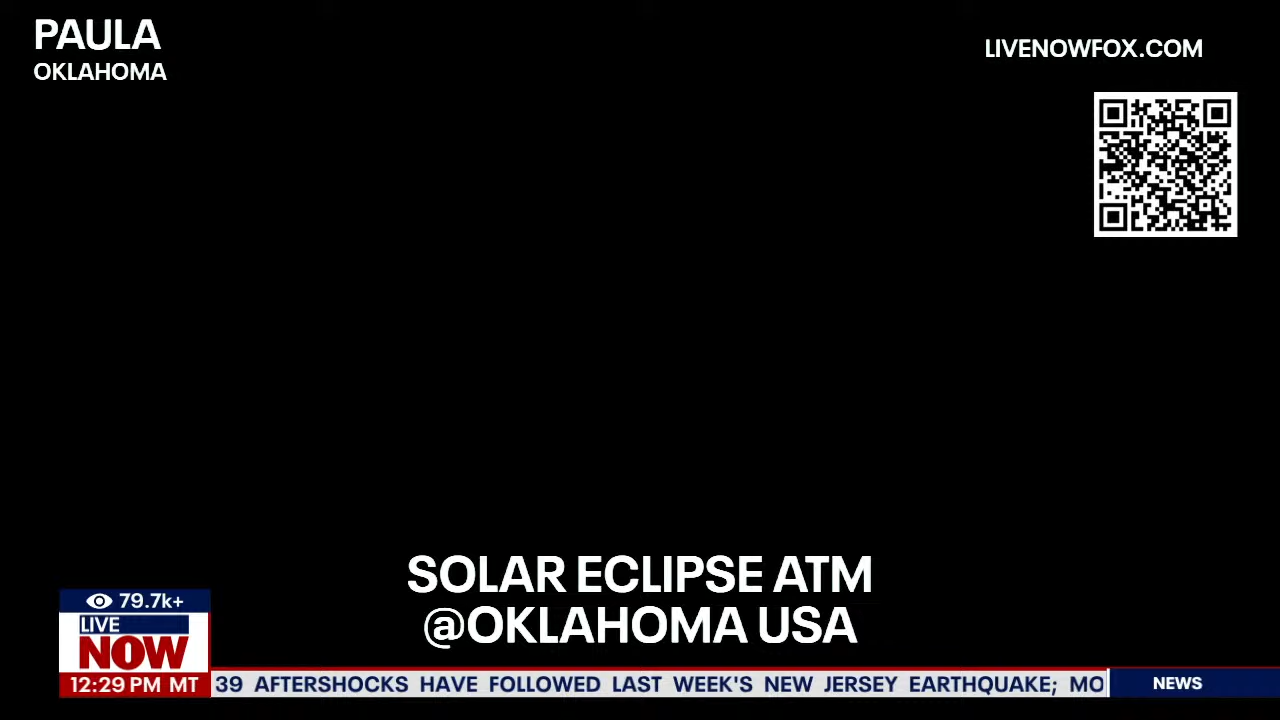 PAULA
OKLAHOMA
LIVENOWFOX.COM
SOLAR ECLIPSE ATM
@OKLAHOMA USA
79.7k+
LIVE
NOW
12:29 PM MT
39 AFTERSHOCKS HAVE FOLLOWED LAST WEEK'S NEW JERSEY EARTHQUAKE; MO
NEWS